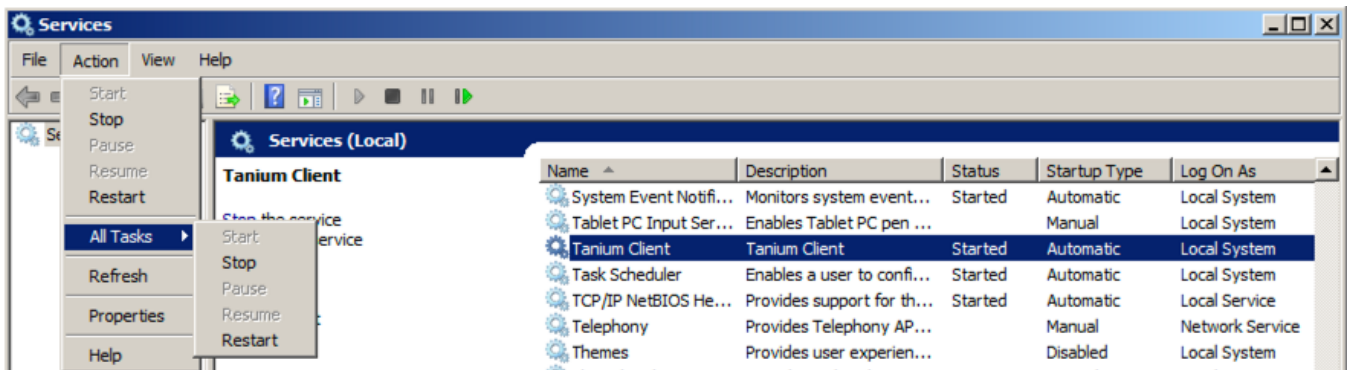 Services
File Action View Help
Start
Stop
Pause
Resume
Restart
All Tasks
Refresh
Properties
Help
Start
Stop
Pause
Resume
Restart
Services (Local)
Tanium Client
Stop the service
service
Name Description Status Startup Type Log On As
System Event Notifi... Monitors system event... Started Automatic Local System
Tablet PC Input Ser... Enables Tablet PC pen ... Manual Local System
Tanium Client Tanium Client Started Automatic Local System
Task Scheduler Enables a user to confi... Started Automatic Local System
TCP/IP NetBIOS He... Provides support for th... Started Automatic Local Service
Telephony Provides Telephony AP... Manual Network Service
Themes Provides user experien... Disabled Local System